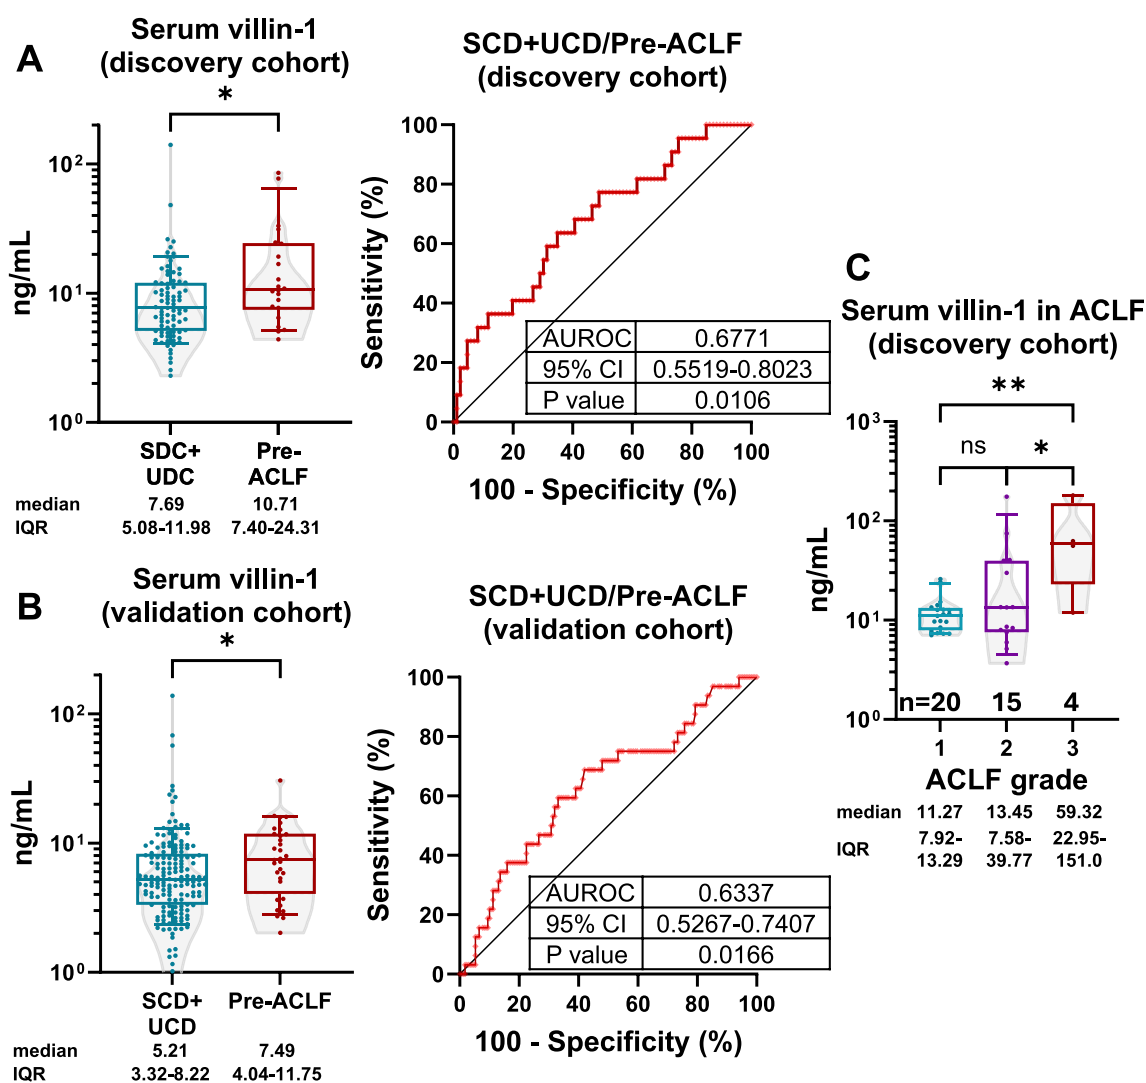 A
Serum villin-1
(discovery cohort)
*
ng/mL
10²
10¹
10⁰
SDC+
UDC
Pre-
ACLF
median 7.69 10.71
IQR 5.08-11.98 7.40-24.31
SCD+UCD/Pre-ACLF
(discovery cohort)
Sensitivity (%)
100
80
60
40
20
0
0 20 40 60 80 100
100 - Specificity (%)
AUROC 0.6771
95% CI 0.5519-0.8023
P value 0.0106
B
Serum villin-1
(validation cohort)
*
ng/mL
10²
10¹
10⁰
SCD+
UCD
Pre-ACLF
median 5.21 7.49
IQR 3.32-8.22 4.04-11.75
SCD+UCD/Pre-ACLF
(validation cohort)
Sensitivity (%)
100
80
60
40
20
0
0 20 40 60 80 100
100 - Specificity (%)
AUROC 0.6337
95% CI 0.5267-0.7407
P value 0.0166
C
Serum villin-1 in ACLF
(discovery cohort)
**
ns *
ng/mL
10³
10²
10¹
10⁰
n=20 15 4
1 2 3
ACLF grade
median 11.27 13.45 59.32
IQR 7.92- 7.58- 22.95-
13.29 39.77 151.0